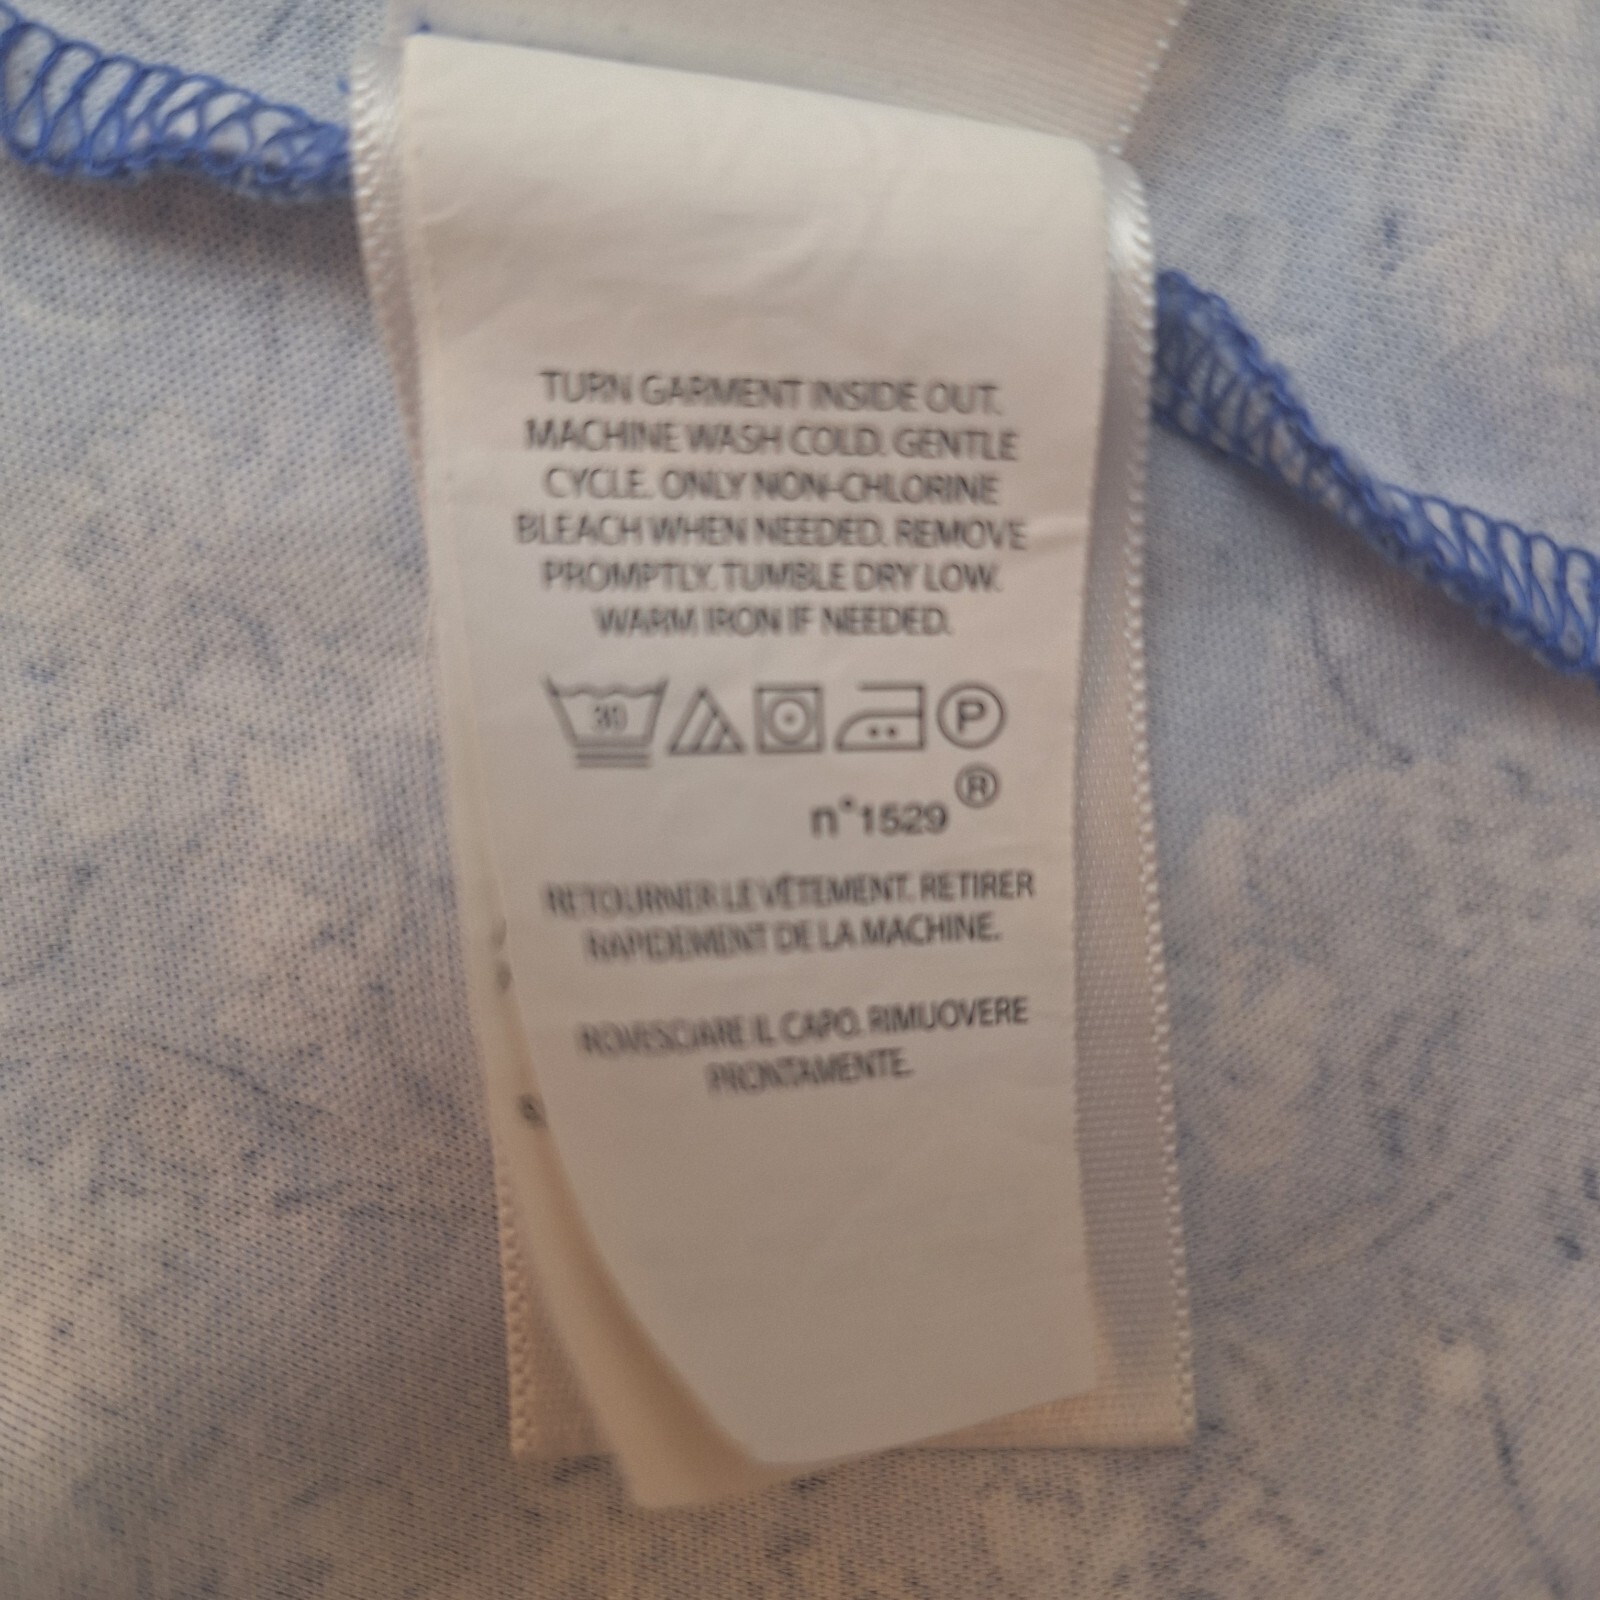 TURN GARMENT INSIDE OUT.
MACHINE WASH COLD. GENTLE
CYCLE. ONLY NON-CHLORINE
BLEACH WHEN NEEDED. REMOVE
PROMPTLY. TUMBLE DRY LOW.
WARM IRON IF NEEDED.
30 P
®
n°1529
RETOURNER LE VÊTEMENT. RETIRER
RAPIDEMENT DE LA MACHINE.
ROVESCIARE IL CAPO. RIMUOVERE
PRONTAMENTE.